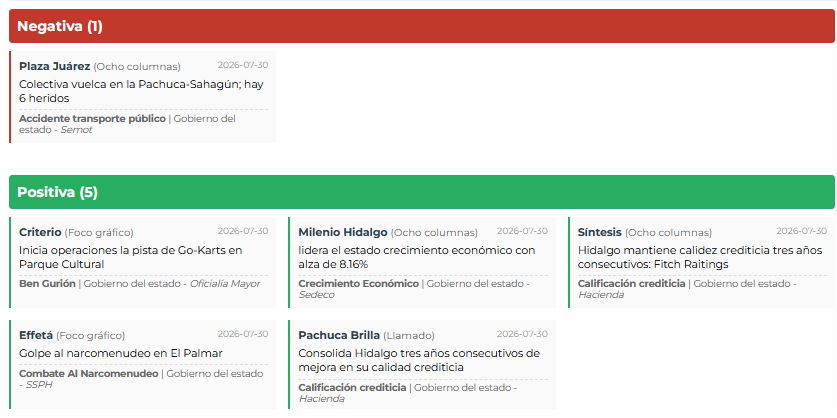 Negativa (1)
Plaza Juárez (Ocho columnas) 2026-07-30
Colectiva vuelca en la Pachuca-Sahagún; hay
6 heridos
Accidente transporte público | Gobierno del
estado - Semot
Positiva (5)
Criterio (Foco gráfico) 2026-07-30
Inicia operaciones la pista de Go-Karts en
Parque Cultural
Ben Gurión | Gobierno del estado - Oficialía Mayor
Milenio Hidalgo (Ocho columnas) 2026-07-30
lidera el estado crecimiento económico con
alza de 8.16%
Crecimiento Económico | Gobierno del estado -
Sedeco
Síntesis (Ocho columnas) 2026-07-30
Hidalgo mantiene calidez crediticia tres años
consecutivos: Fitch Raitings
Calificación crediticia | Gobierno del estado -
Hacienda
Effetá (Foco gráfico) 2026-07-30
Golpe al narcomenudeo en El Palmar
Combate Al Narcomenudeo | Gobierno del estado
- SSPH
Pachuca Brilla (Llamado) 2026-07-30
Consolida Hidalgo tres años consecutivos de
mejora en su calidad crediticia
Calificación crediticia | Gobierno del estado -
Hacienda